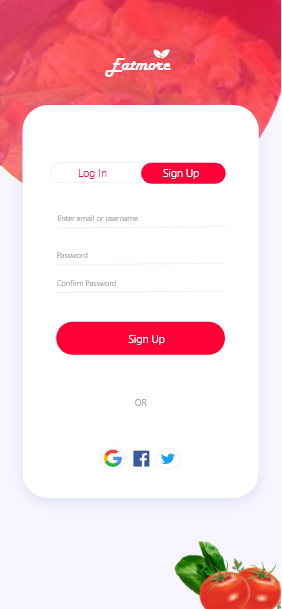 Eatmore
Log In
Sign Up
Enter email or username
Password
Confirm Password
Sign Up
OR